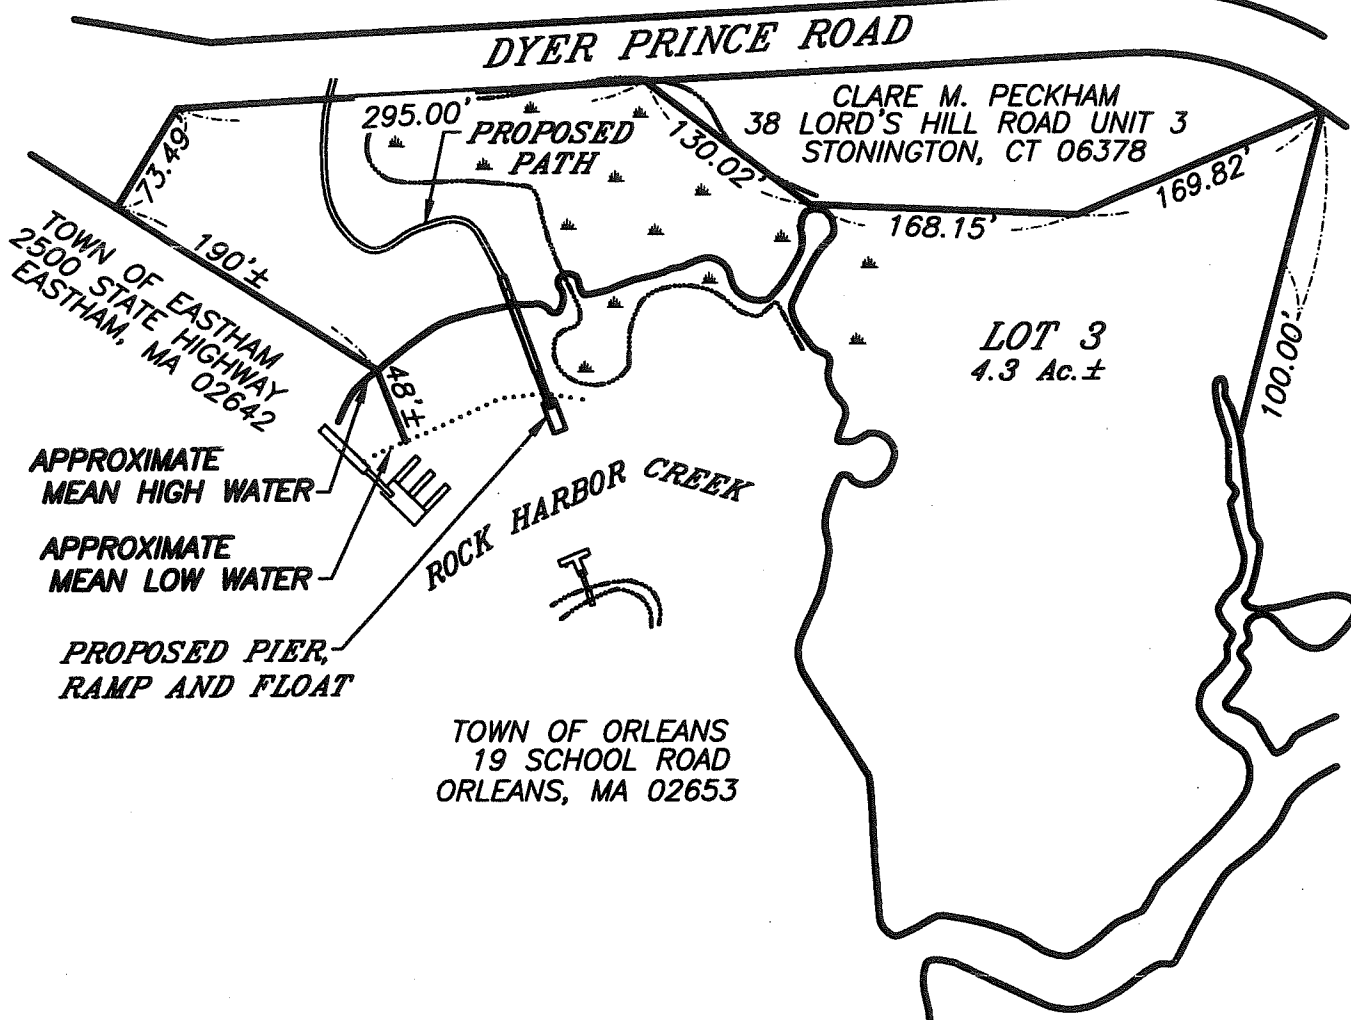 DYER PRINCE ROAD
CLARE M. PECKHAM
38 LORD'S HILL ROAD UNIT 3
STONINGTON, CT 06378
295.00'
PROPOSED
PATH
130.02'
73.49'
169.82'
168.15'
190'±
TOWN OF EASTHAM
2500 STATE HIGHWAY
EASTHAM, MA 02642
LOT 3
4.3 Ac.±
100.00'
48'±
APPROXIMATE
MEAN HIGH WATER
ROCK HARBOR CREEK
APPROXIMATE
MEAN LOW WATER
PROPOSED PIER,
RAMP AND FLOAT
TOWN OF ORLEANS
19 SCHOOL ROAD
ORLEANS, MA 02653